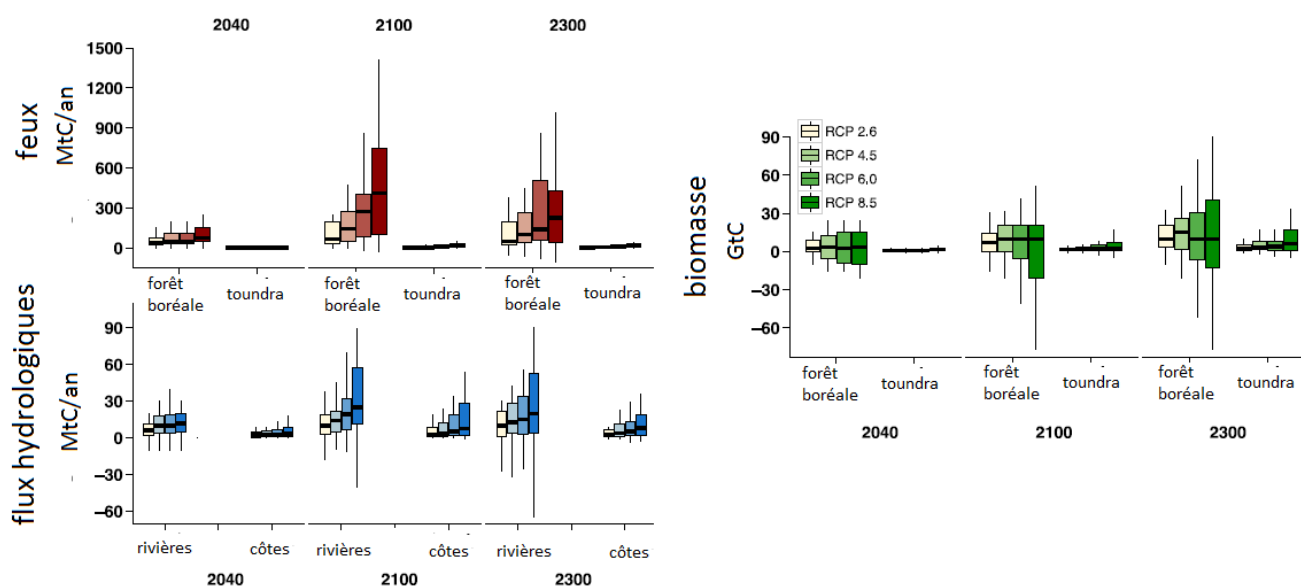 2040 2100 2300
feux
MtC/an
1500
1200
900
600
300
0
forêt boréale toundra forêt boréale toundra forêt boréale toundra
flux hydrologiques
MtC/an
90
60
30
0
−30
−60
rivières côtes rivières côtes rivières côtes
2040 2100 2300
biomasse
GtC
90
60
30
0
−30
−60
RCP 2.6
RCP 4.5
RCP 6.0
RCP 8.5
forêt boréale toundra forêt boréale toundra forêt boréale toundra
2040 2100 2300